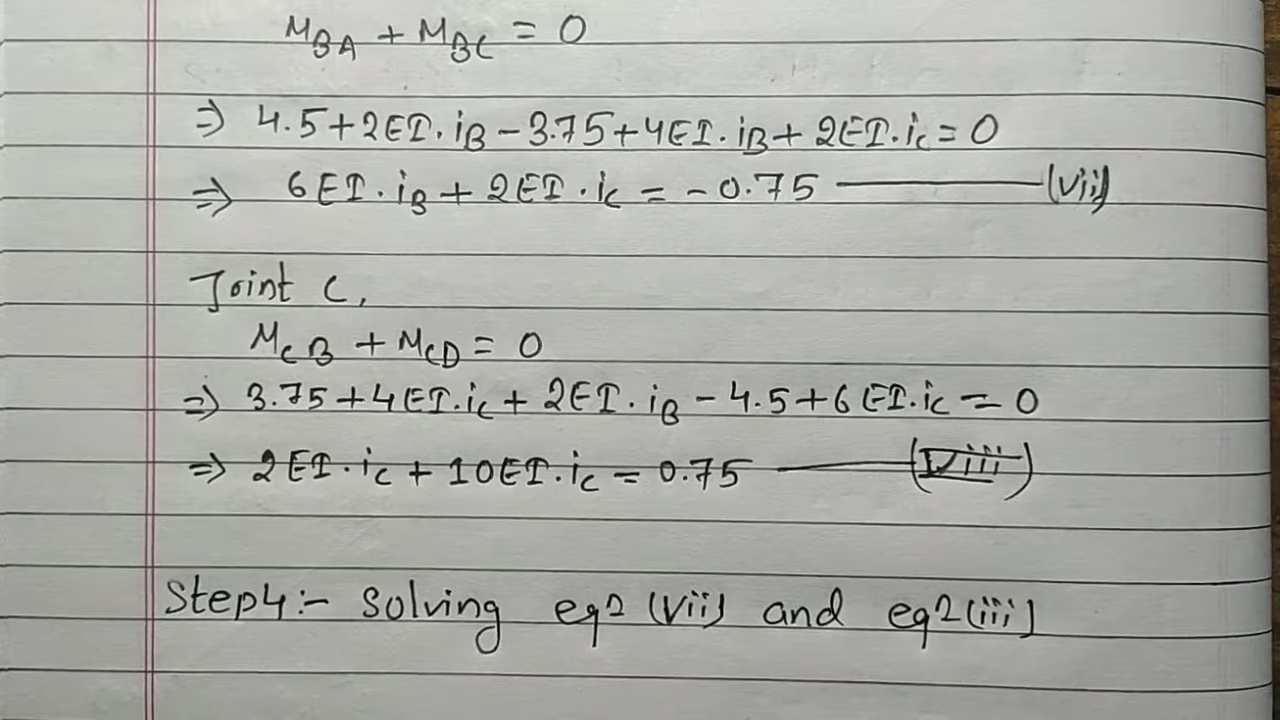 M_BA + M_BC = 0
⇒ 4.5+2EI.i_B-3.75+4EI.i_B+2EI.i_C=0
⇒ 6EI.i_B+2EI.i_C=-0.75 —— (vii)
Joint C,
M_CB + M_CD = 0
⇒ 3.75+4EI.i_C+2EI.i_B-4.5+6EI.i_C=0
⇒ 2EI.i_C+10EI.i_C=0.75 —— (Viii)
Step4:- Solving eqn (vii) and eqn(iii)